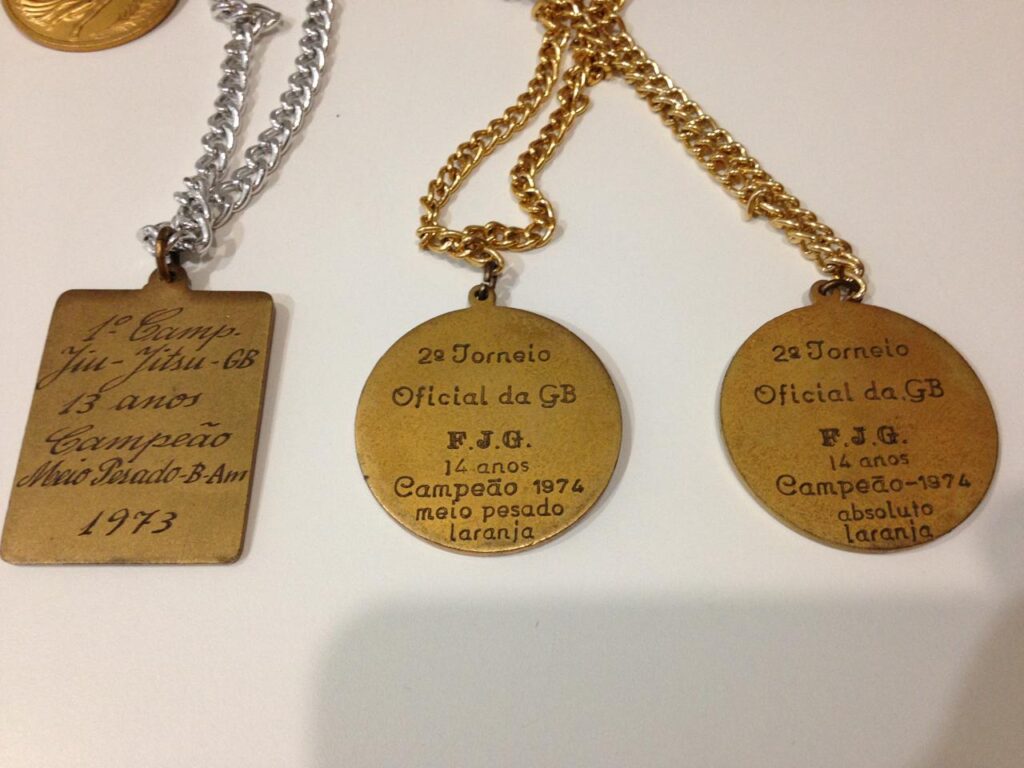 1º Camp.
Jiu-Jitsu-GB
13 anos
Campeão
Meio Pesado-B-Am
1973
2º Torneio
Oficial da GB
F.J.G.
14 anos
Campeão 1974
meio pesado
laranja
2º Torneio
Oficial da GB
F.J.G.
14 anos
Campeão-1974
absoluto
laranja